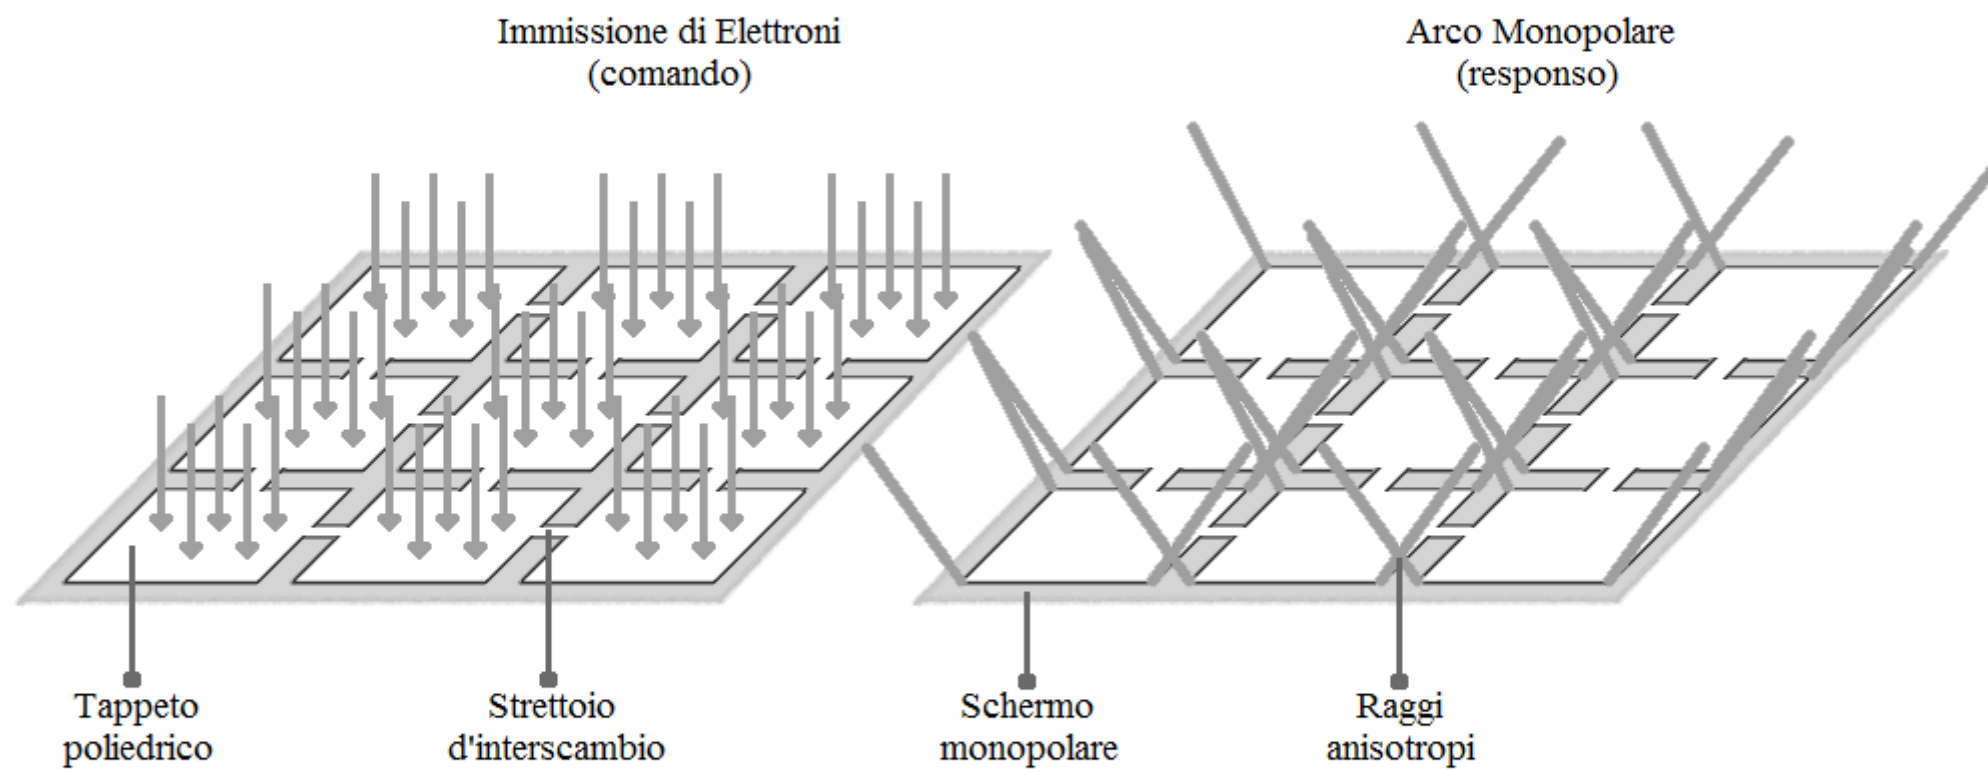 Immissione di Elettroni
(comando)
Arco Monopolare
(responso)
Tappeto
poliedrico
Strettoio
d'interscambio
Schermo
monopolare
Raggi
anisotropi